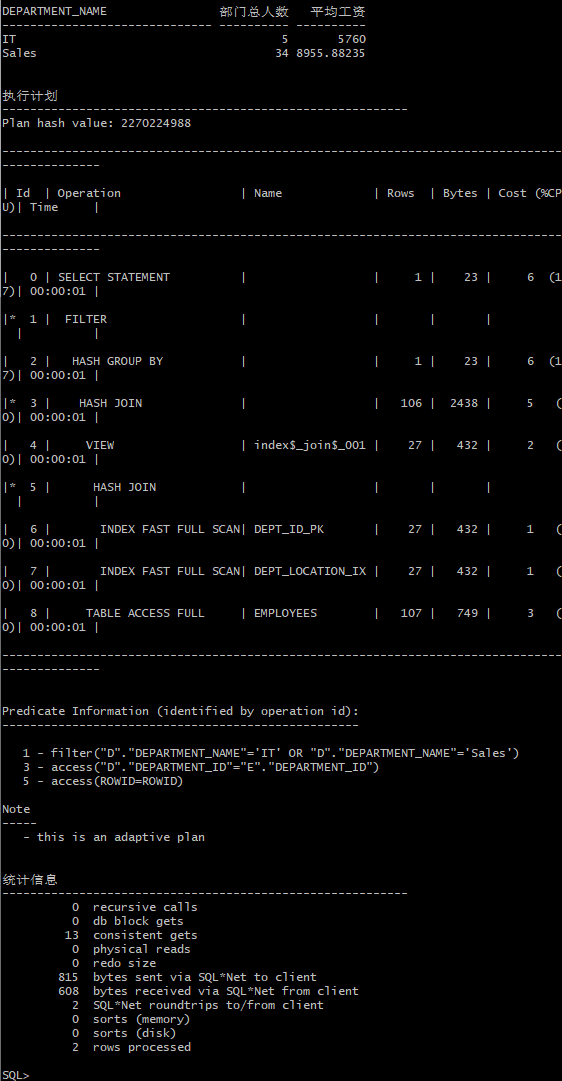 DEPARTMENT_NAME                部门总人数   平均工资
------------------------------ ---------- ----------
IT                                      5       5760
Sales                                  34 8955.88235
执行计划
----------------------------------------------------------
Plan hash value: 2270224988
--------------------------------------------------------------------------------
--------------
| Id  | Operation                 | Name             | Rows  | Bytes | Cost (%CP
U)| Time     |
--------------------------------------------------------------------------------
--------------
|   0 | SELECT STATEMENT          |                  |     1 |    23 |     6  (1
7)| 00:00:01 |
|*  1 |  FILTER                   |                  |       |       |
  |          |
|   2 |   HASH GROUP BY           |                  |     1 |    23 |     6  (1
7)| 00:00:01 |
|*  3 |    HASH JOIN              |                  |   106 |  2438 |     5   (
0)| 00:00:01 |
|   4 |     VIEW                  | index$_join$_001 |    27 |   432 |     2   (
0)| 00:00:01 |
|*  5 |      HASH JOIN            |                  |       |       |
  |          |
|   6 |       INDEX FAST FULL SCAN| DEPT_ID_PK       |    27 |   432 |     1   (
0)| 00:00:01 |
|   7 |       INDEX FAST FULL SCAN| DEPT_LOCATION_IX |    27 |   432 |     1   (
0)| 00:00:01 |
|   8 |     TABLE ACCESS FULL     | EMPLOYEES        |   107 |   749 |     3   (
0)| 00:00:01 |
--------------------------------------------------------------------------------
--------------
Predicate Information (identified by operation id):
---------------------------------------------------
   1 - filter("D"."DEPARTMENT_NAME"='IT' OR "D"."DEPARTMENT_NAME"='Sales')
   3 - access("D"."DEPARTMENT_ID"="E"."DEPARTMENT_ID")
   5 - access(ROWID=ROWID)
Note
-----
   - this is an adaptive plan
统计信息
----------------------------------------------------------
          0  recursive calls
          0  db block gets
         13  consistent gets
          0  physical reads
          0  redo size
        815  bytes sent via SQL*Net to client
        608  bytes received via SQL*Net from client
          2  SQL*Net roundtrips to/from client
          0  sorts (memory)
          0  sorts (disk)
          2  rows processed
SQL>